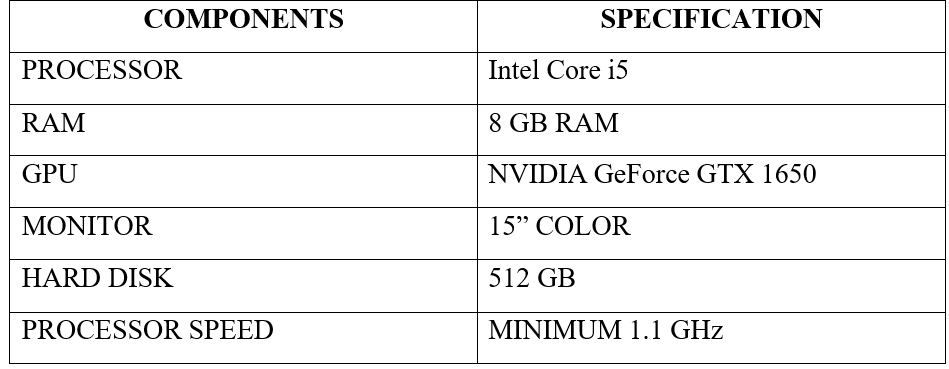 COMPONENTS SPECIFICATION
PROCESSOR Intel Core i5
RAM 8 GB RAM
GPU NVIDIA GeForce GTX 1650
MONITOR 15” COLOR
HARD DISK 512 GB
PROCESSOR SPEED MINIMUM 1.1 GHz